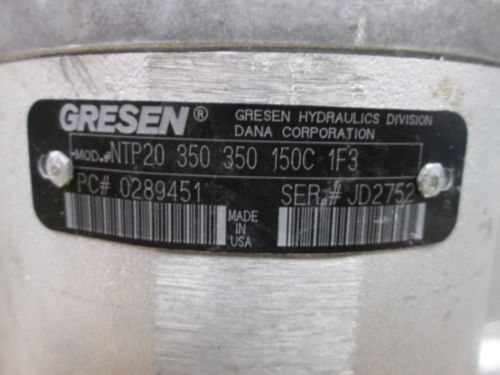 GRESEN® GRESEN HYDRAULICS DIVISION
DANA CORPORATION
MOD.# NTP20 350 350 150C 1F3
PC# 0289451 SER.# JD2752
MADE
IN
USA